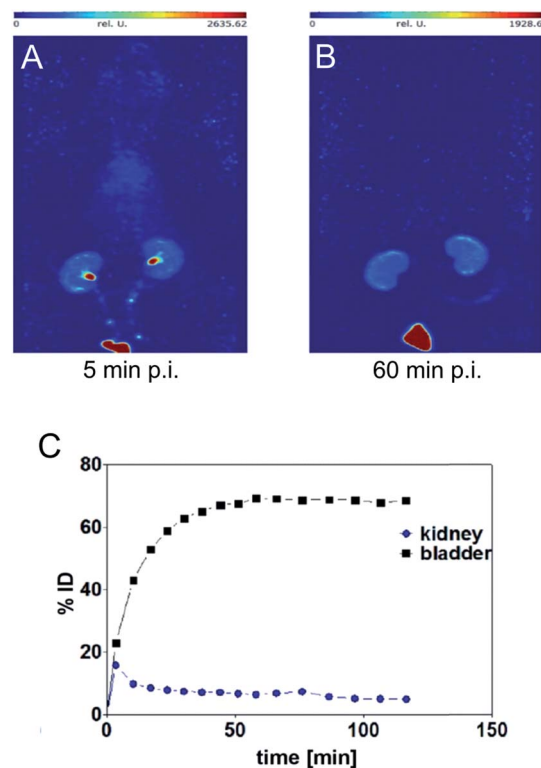 0 rel. U. 2635.62
0 rel. U. 1928.6
A
B
5 min p.i.
60 min p.i.
C
80
60
40
20
0
% ID
kidney
bladder
0 50 100 150
time [min]